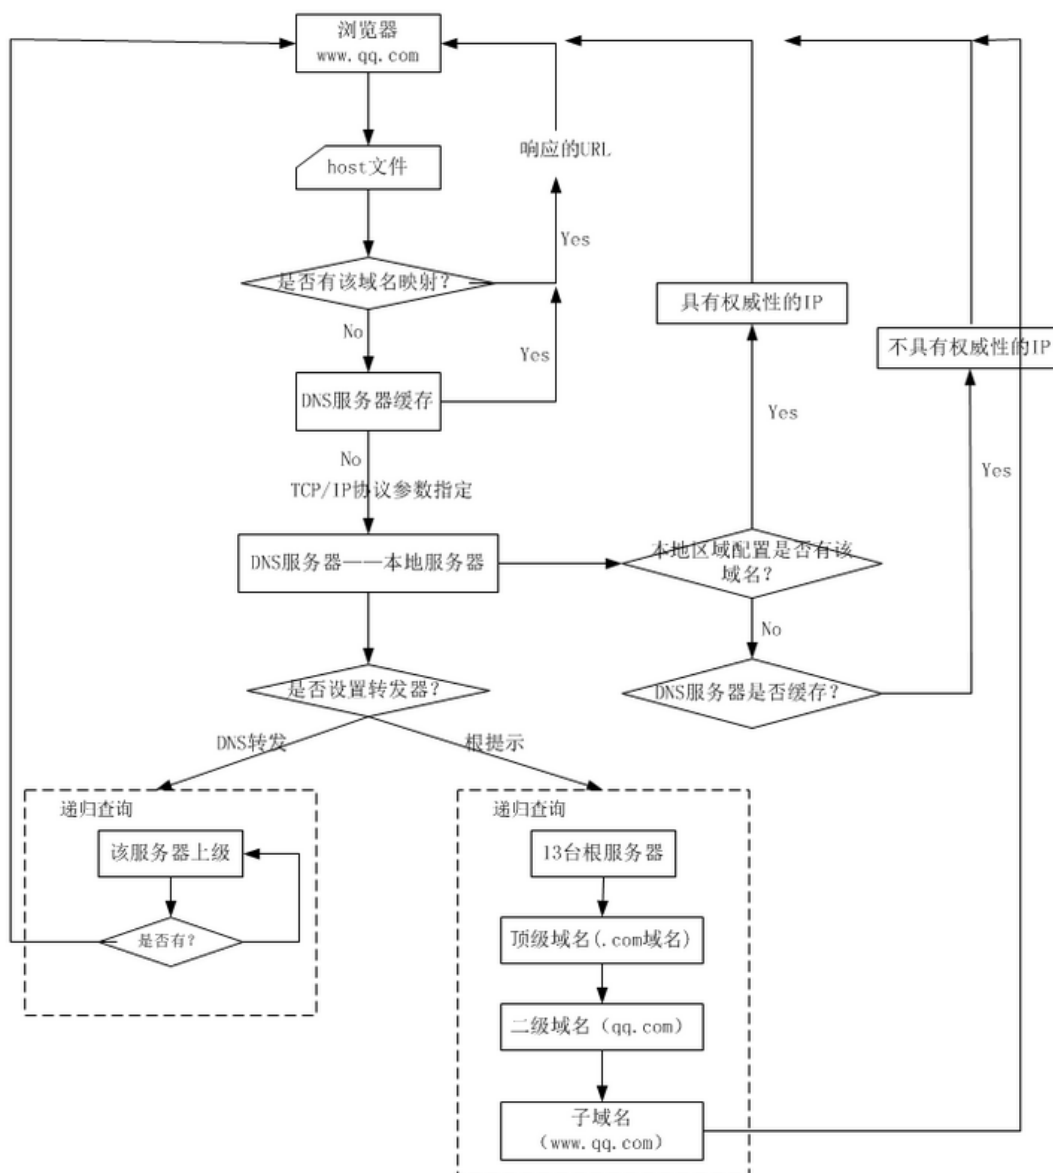 浏览器
www.qq.com
host文件
响应的URL
Yes
是否有该域名映射？
No
Yes
DNS服务器缓存
No
TCP/IP协议参数指定
DNS服务器——本地服务器
具有权威性的IP
不具有权威性的IP
Yes
Yes
本地区域配置是否有该
域名？
No
DNS服务器是否缓存？
是否设置转发器？
DNS转发
根提示
递归查询
该服务器上级
是否有？
递归查询
13台根服务器
顶级域名(.com域名)
二级域名（qq.com）
子域名
（www.qq.com）